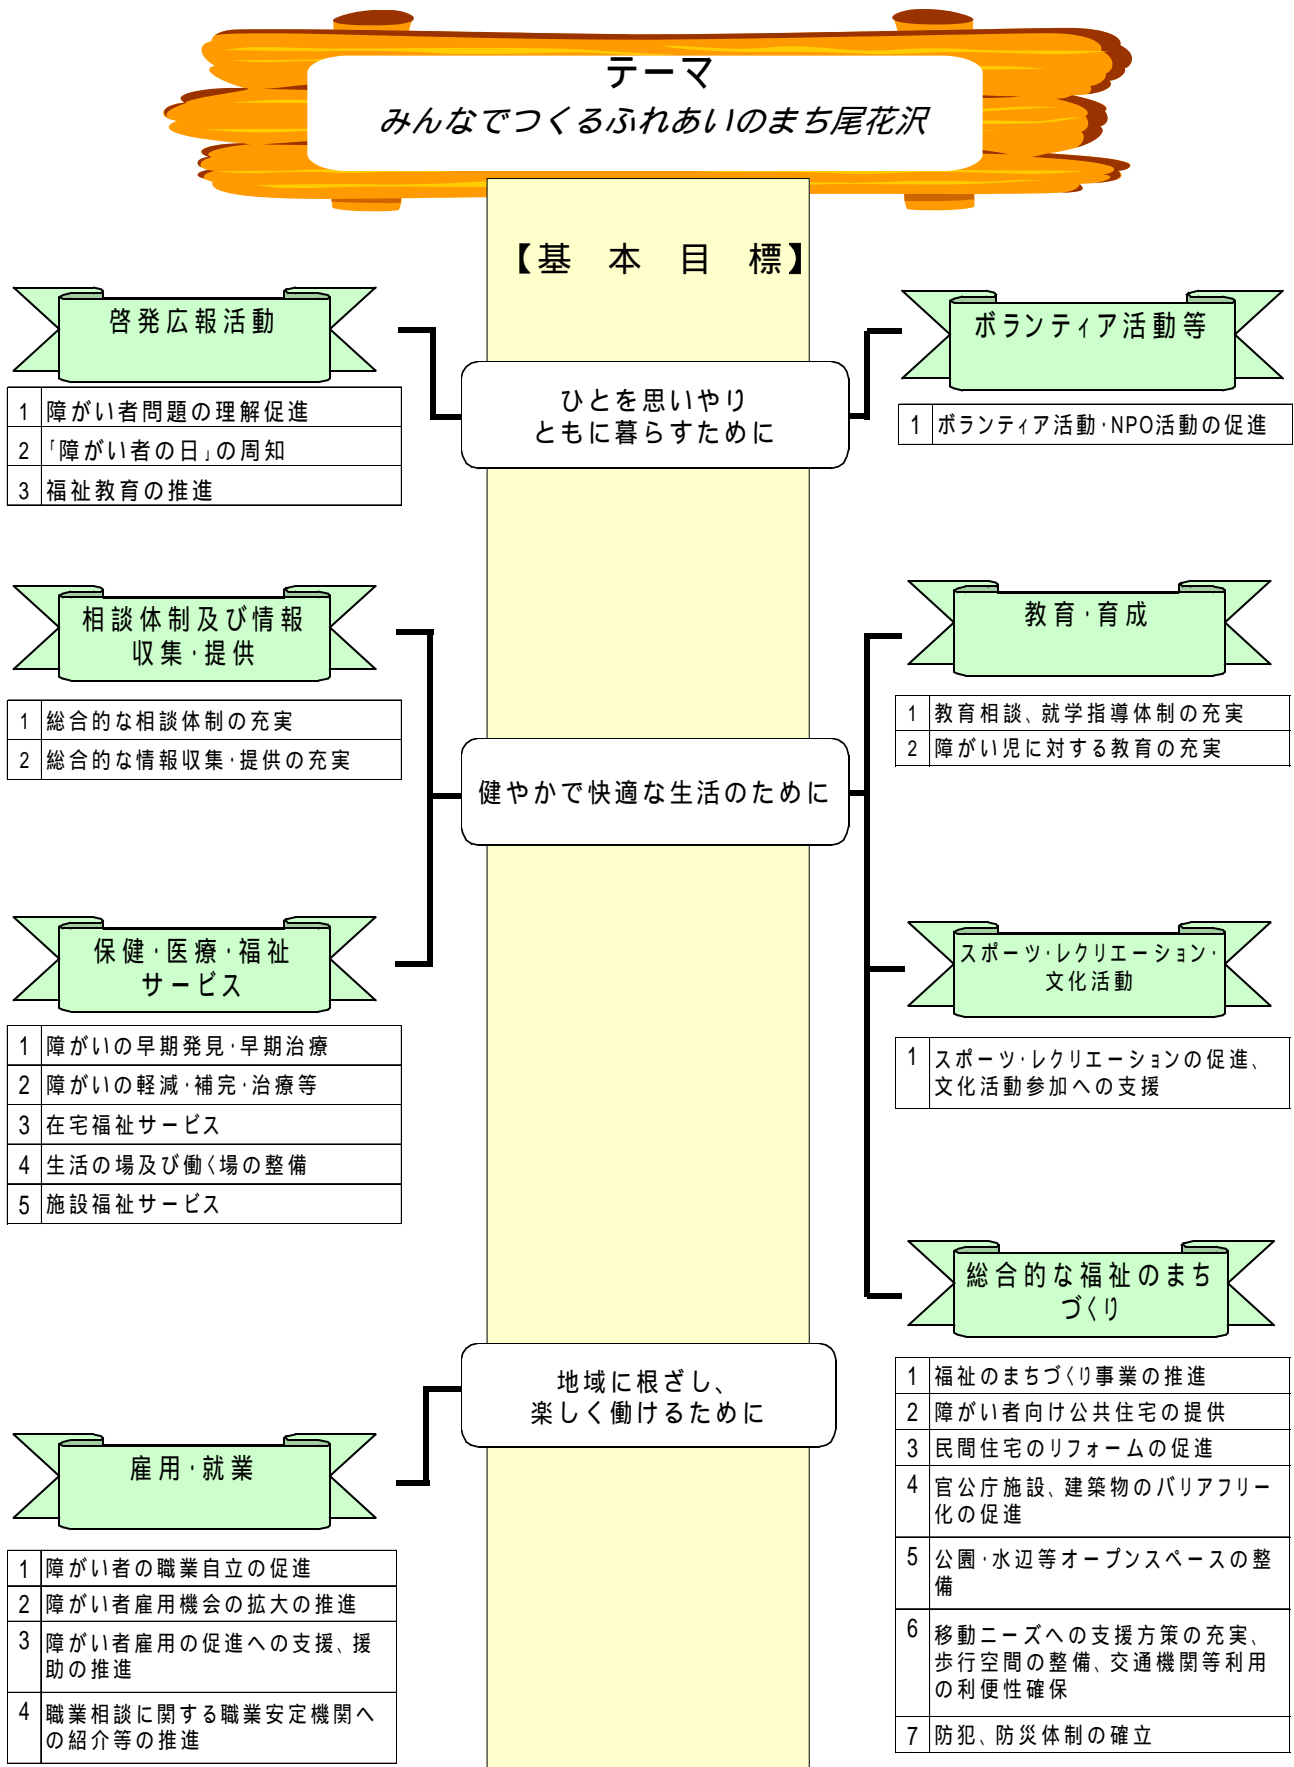 テーマ
みんなでつくるふれあいのまち尾花沢
【基　本　目　標】
啓発広報活動
1 障がい者問題の理解促進
2 「障がい者の日」の周知
3 福祉教育の推進
ひとを思いやり
ともに暮らすために
ボランティア活動等
1 ボランティア活動・NPO活動の促進
相談体制及び情報
収集・提供
1 総合的な相談体制の充実
2 総合的な情報収集・提供の充実
健やかで快適な生活のために
教育・育成
1 教育相談、就学指導体制の充実
2 障がい児に対する教育の充実
保健・医療・福祉
サービス
1 障がいの早期発見・早期治療
2 障がいの軽減・補完・治療等
3 在宅福祉サービス
4 生活の場及び働く場の整備
5 施設福祉サービス
スポーツ・レクリエーション・
文化活動
1 スポーツ・レクリエーションの促進、
文化活動参加への支援
総合的な福祉のまち
づくり
1 福祉のまちづくり事業の推進
2 障がい者向け公共住宅の提供
3 民間住宅のリフォームの促進
4 官公庁施設、建築物のバリアフリー
化の促進
5 公園・水辺等オープンスペースの整
備
6 移動ニーズへの支援方策の充実、
歩行空間の整備、交通機関等利用
の利便性確保
7 防犯、防災体制の確立
地域に根ざし、
楽しく働けるために
雇用・就業
1 障がい者の職業自立の促進
2 障がい者雇用機会の拡大の推進
3 障がい者雇用の促進への支援、援
助の推進
4 職業相談に関する職業安定機関へ
の紹介等の推進